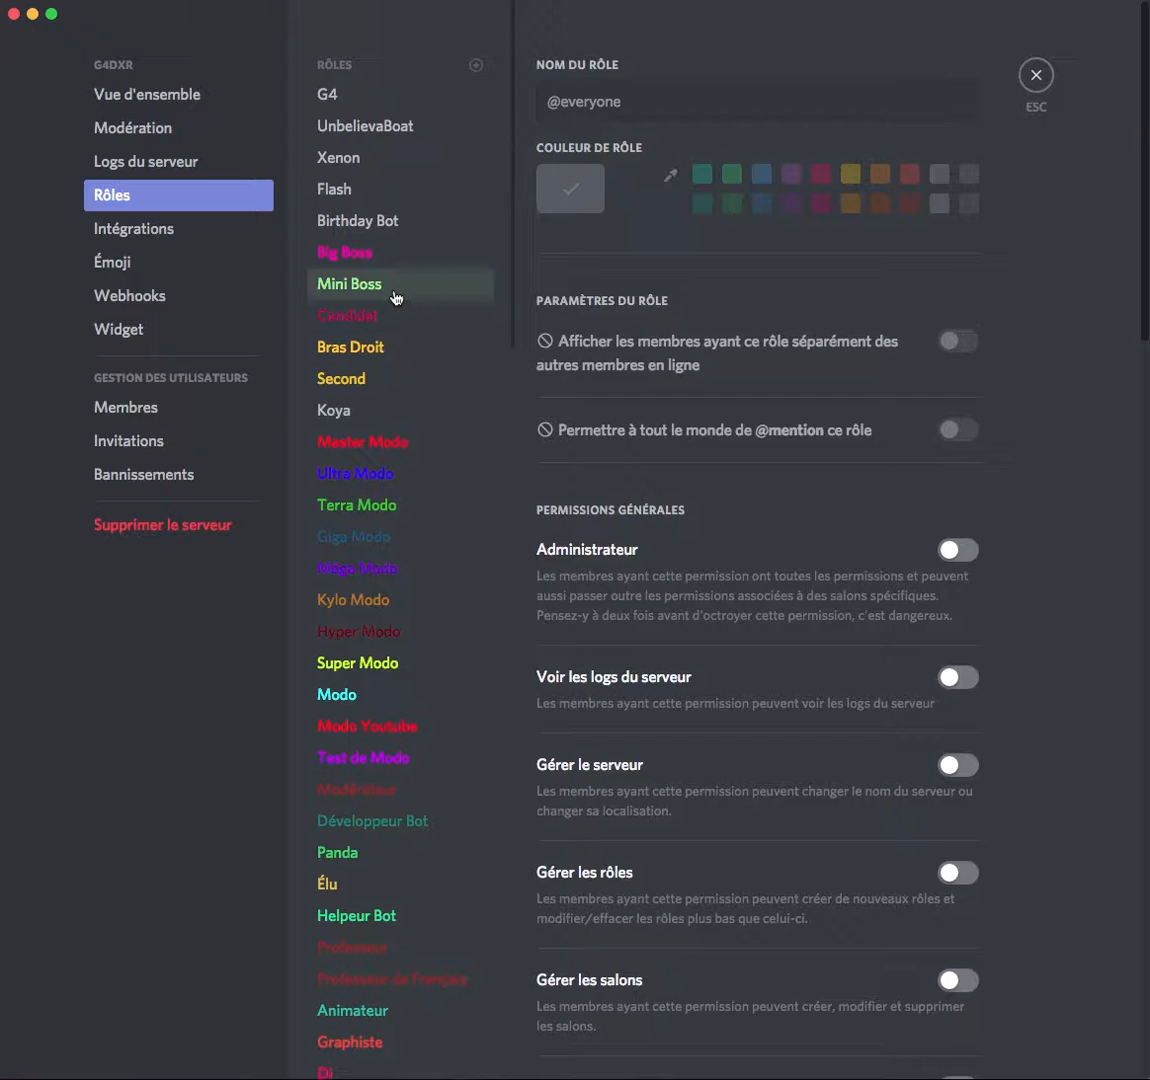 G4DXR
Vue d'ensemble
Modération
Logs du serveur
Rôles
Intégrations
Émoji
Webhooks
Widget
GESTION DES UTILISATEURS
Membres
Invitations
Bannissements
Supprimer le serveur
RÔLES
G4
UnbelievaBoat
Xenon
Flash
Birthday Bot
Big Boss
Mini Boss
Candidat
Bras Droit
Second
Koya
Master Modo
Ultra Modo
Terra Modo
Giga Modo
Méga Modo
Kylo Modo
Hyper Modo
Super Modo
Modo
Modo Youtube
Test de Modo
Modérateur
Développeur Bot
Panda
Élu
Helpeur Bot
Professeur
Professeur de Français
Animateur
Graphiste
NOM DU RÔLE
@everyone
ESC
COULEUR DE RÔLE
PARAMÈTRES DU RÔLE
Afficher les membres ayant ce rôle séparément des
autres membres en ligne
Permettre à tout le monde de @mention ce rôle
PERMISSIONS GÉNÉRALES
Administrateur
Les membres ayant cette permission ont toutes les permissions et peuvent
aussi passer outre les permissions associées à des salons spécifiques.
Pensez-y à deux fois avant d'octroyer cette permission, c'est dangereux.
Voir les logs du serveur
Les membres ayant cette permission peuvent voir les logs du serveur
Gérer le serveur
Les membres ayant cette permission peuvent changer le nom du serveur ou
changer sa localisation.
Gérer les rôles
Les membres ayant cette permission peuvent créer de nouveaux rôles et
modifier/effacer les rôles plus bas que celui-ci.
Gérer les salons
Les membres ayant cette permission peuvent créer, modifier et supprimer
les salons.